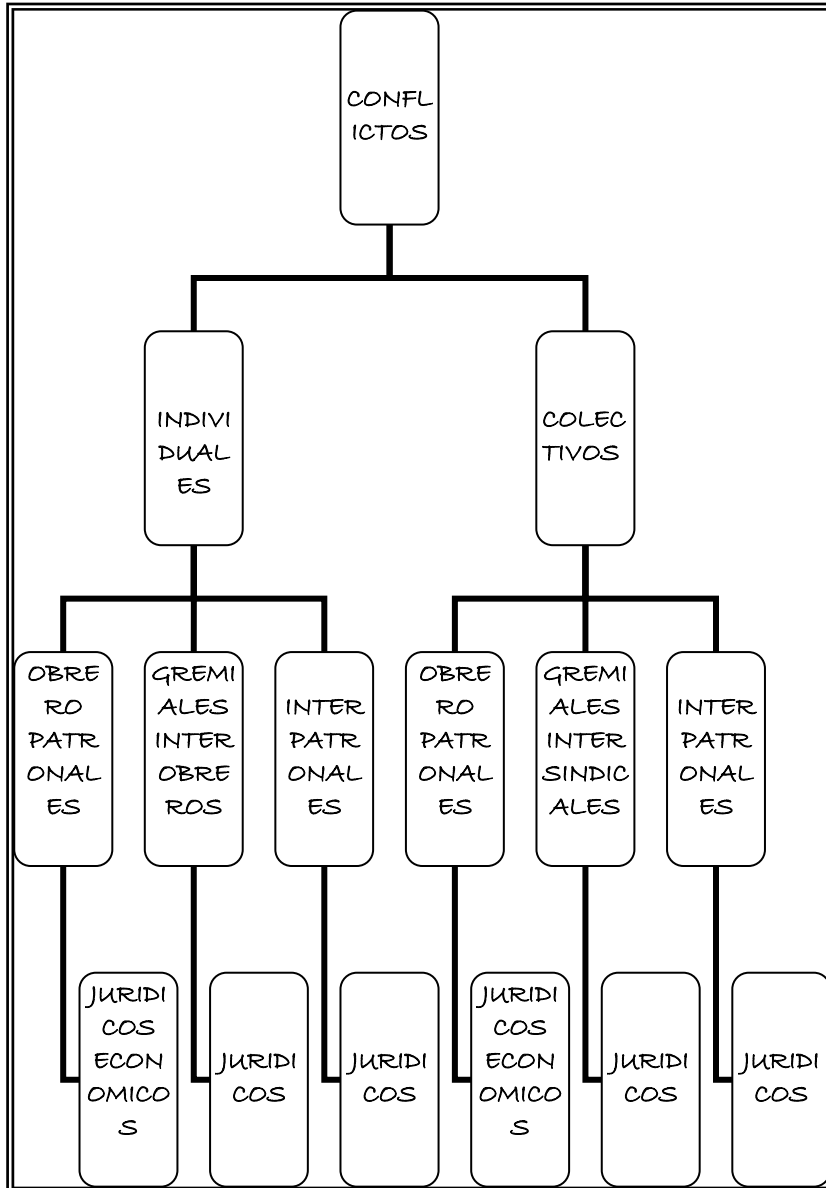 CONFL
ICTOS
INDIVI
DUAL
ES
COLEC
TIVOS
OBRE
RO
PATR
ONAL
ES
GREMI
ALES
INTER
OBRE
ROS
INTER
PATR
ONAL
ES
OBRE
RO
PATR
ONAL
ES
GREMI
ALES
INTER
SINDIC
ALES
INTER
PATR
ONAL
ES
JURIDI
COS
ECON
OMICO
S
JURIDI
COS
JURIDI
COS
JURIDI
COS
ECON
OMICO
S
JURIDI
COS
JURIDI
COS